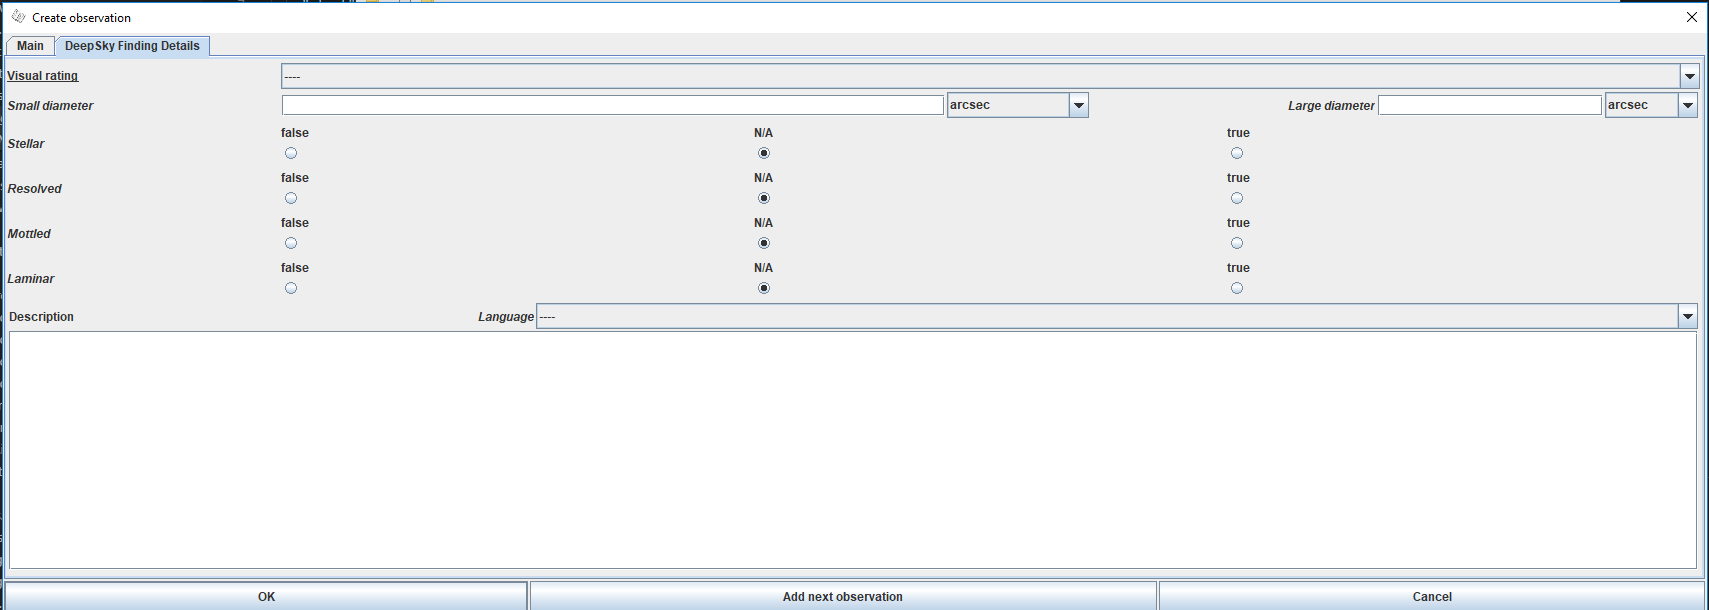 Create observation
Main DeepSky Finding Details
Visual rating ----
Small diameter arcsec Large diameter arcsec
false N/A true
Stellar
false N/A true
Resolved
false N/A true
Mottled
false N/A true
Laminar
Description Language ----
OK Add next observation Cancel